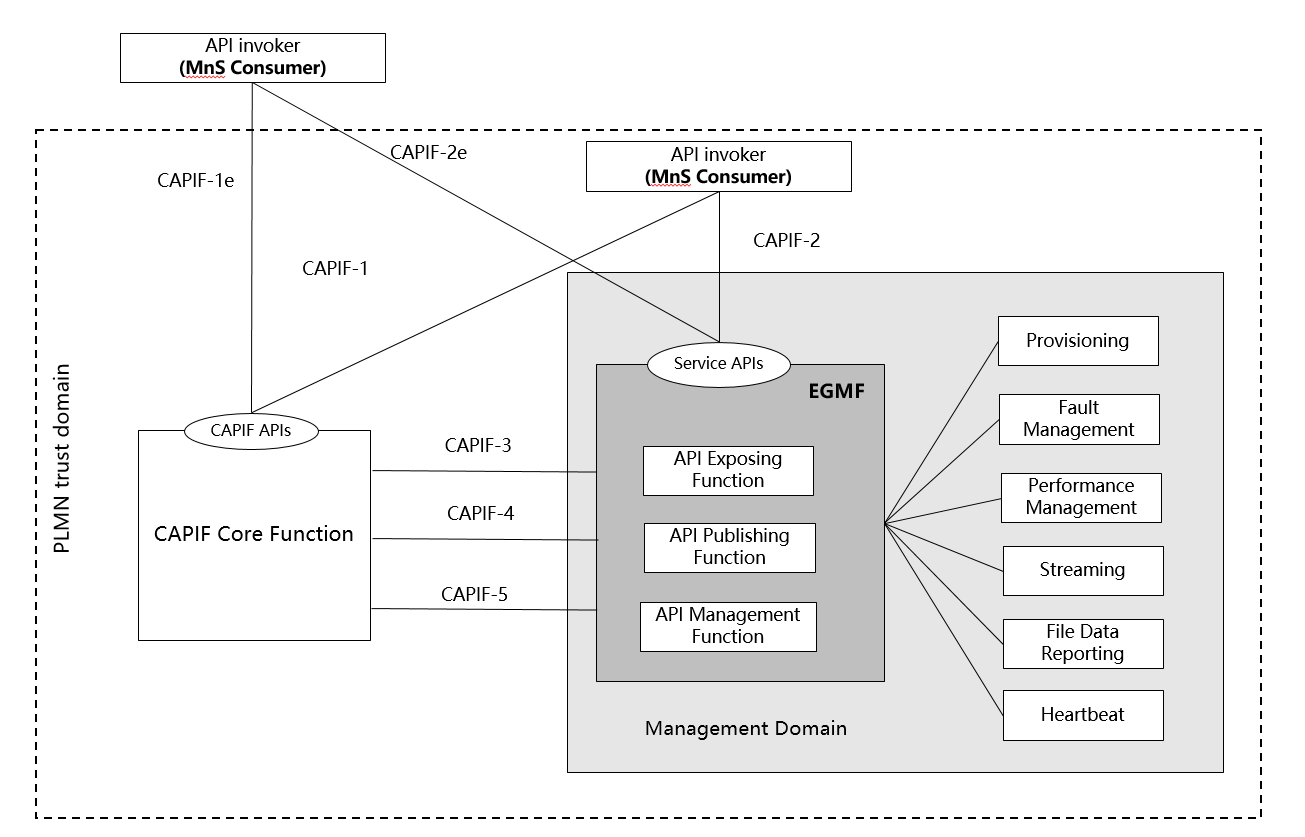 API invoker
(MnS Consumer)
CAPIF-2e
API invoker
(MnS Consumer)
CAPIF-1e
CAPIF-2
CAPIF-1
PLMN trust domain
CAPIF APIs
CAPIF Core Function
CAPIF-3
CAPIF-4
CAPIF-5
Service APIs
EGMF
API Exposing
Function
API Publishing
Function
API Management
Function
Management Domain
Provisioning
Fault
Management
Performance
Management
Streaming
File Data
Reporting
Heartbeat